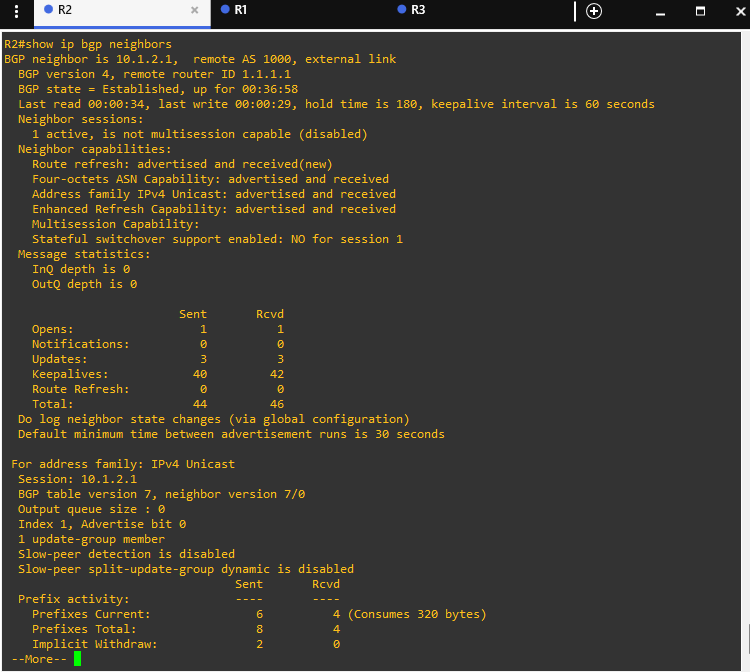 R2
R1
R3
R2#show ip bgp neighbors
BGP neighbor is 10.1.2.1,  remote AS 1000, external link
  BGP version 4, remote router ID 1.1.1.1
  BGP state = Established, up for 00:36:58
  Last read 00:00:34, last write 00:00:29, hold time is 180, keepalive interval is 60 seconds
  Neighbor sessions:
    1 active, is not multisession capable (disabled)
  Neighbor capabilities:
    Route refresh: advertised and received(new)
    Four-octets ASN Capability: advertised and received
    Address family IPv4 Unicast: advertised and received
    Enhanced Refresh Capability: advertised and received
    Multisession Capability:
    Stateful switchover support enabled: NO for session 1
  Message statistics:
    InQ depth is 0
    OutQ depth is 0
                         Sent       Rcvd
    Opens:                  1          1
    Notifications:          0          0
    Updates:                3          3
    Keepalives:            40         42
    Route Refresh:          0          0
    Total:                 44         46
  Do log neighbor state changes (via global configuration)
  Default minimum time between advertisement runs is 30 seconds
 For address family: IPv4 Unicast
  Session: 10.1.2.1
  BGP table version 7, neighbor version 7/0
  Output queue size : 0
  Index 1, Advertise bit 0
  1 update-group member
  Slow-peer detection is disabled
  Slow-peer split-update-group dynamic is disabled
                                 Sent       Rcvd
  Prefix activity:               ----       ----
    Prefixes Current:               6          4 (Consumes 320 bytes)
    Prefixes Total:                 8          4
    Implicit Withdraw:              2          0
 --More--